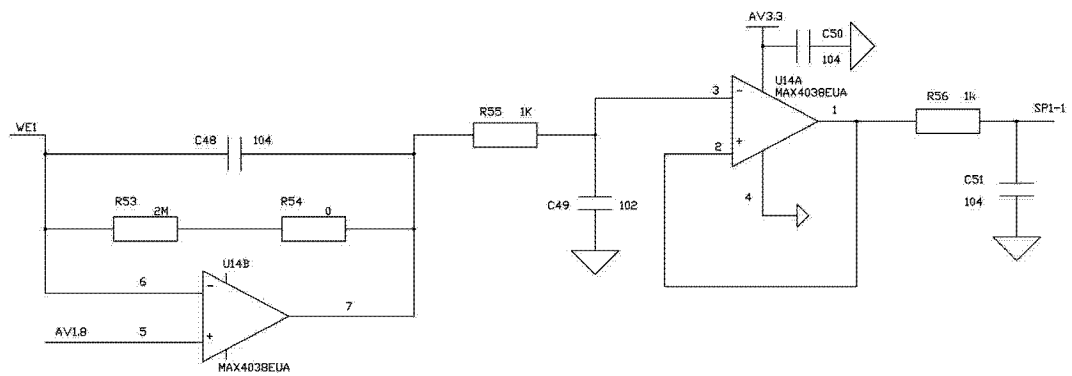 AV3.3
C50
104
U14A
MAX4038EUA
3
1
2
4
−
+
R56 1k
SP1-1
C51
104
WE1
C48 104
R55 1K
C49 102
R53
2M
R54
0
U14B
6
7
AV1.8 5
−
+
MAX4038EUA